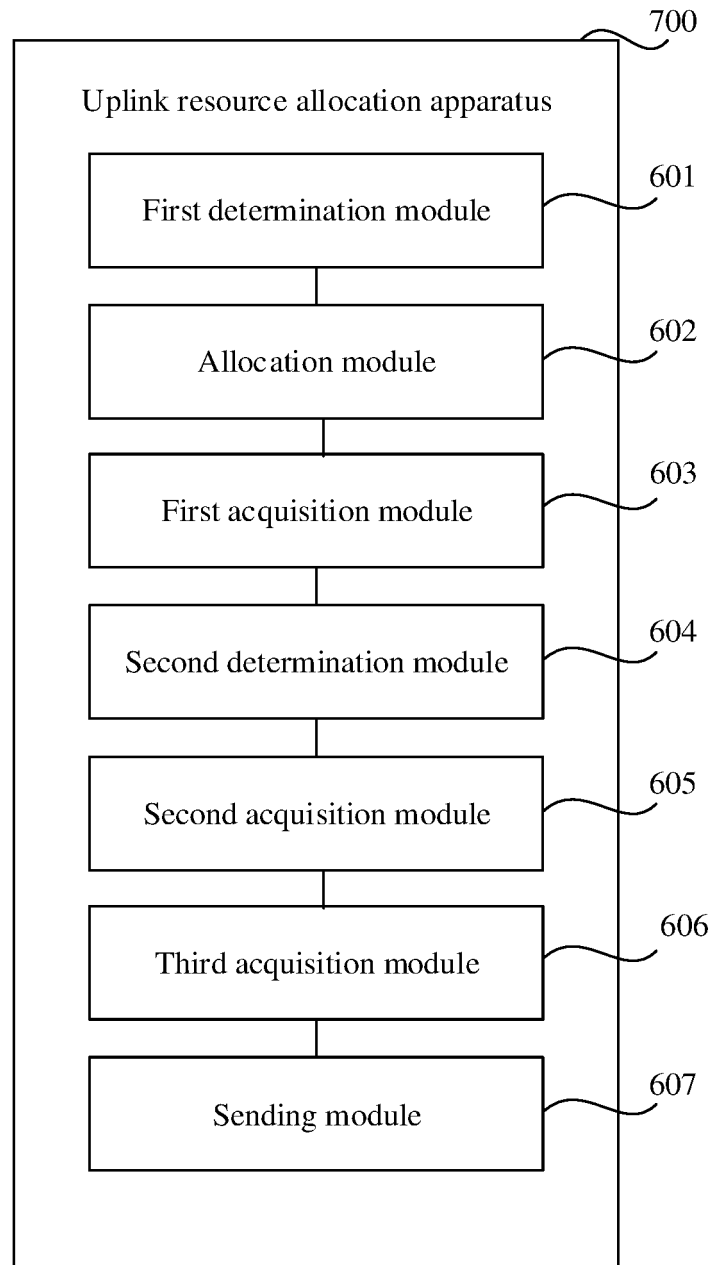 700
Uplink resource allocation apparatus
First determination module
601
Allocation module
602
First acquisition module
603
Second determination module
604
Second acquisition module
605
Third acquisition module
606
Sending module
607